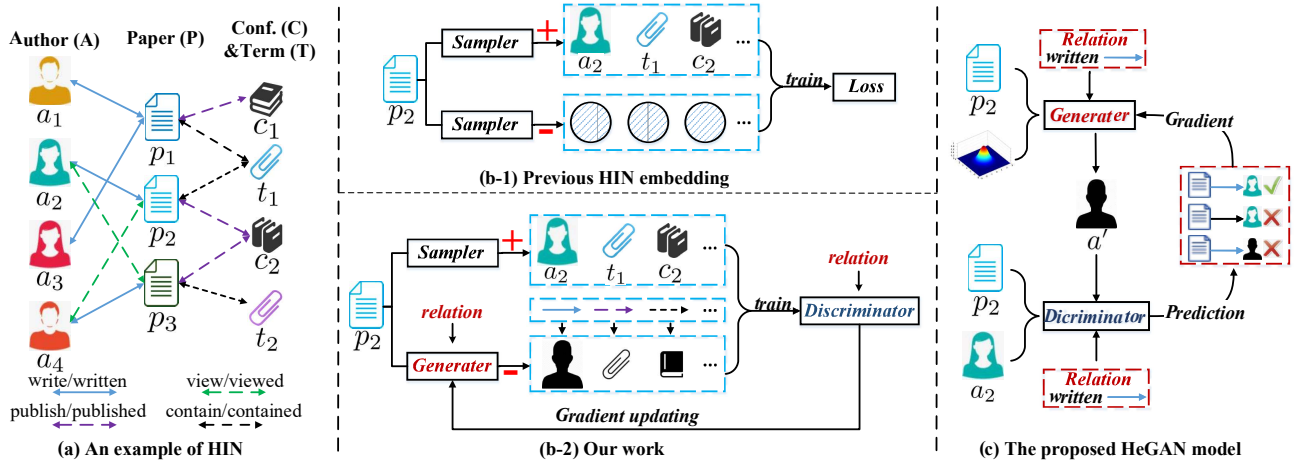 Author (A)
Paper (P)
Conf. (C)
&Term (T)
a1
a2
a3
a4
p1
p2
p3
c1
t1
c2
t2
write/written
view/viewed
publish/published
contain/contained
(a) An example of HIN
p2
Sampler
+
a2
t1
c2
...
train
Loss
Sampler
-
...
(b-1) Previous HIN embedding
p2
Sampler
+
a2
t1
c2
...
relation
relation
...
train
Discriminator
Generater
-
...
Gradient updating
(b-2) Our work
Relation
written
p2
Generater
Gradient
a′
p2
Dicriminator
Prediction
a2
Relation
written
(c) The proposed HeGAN model